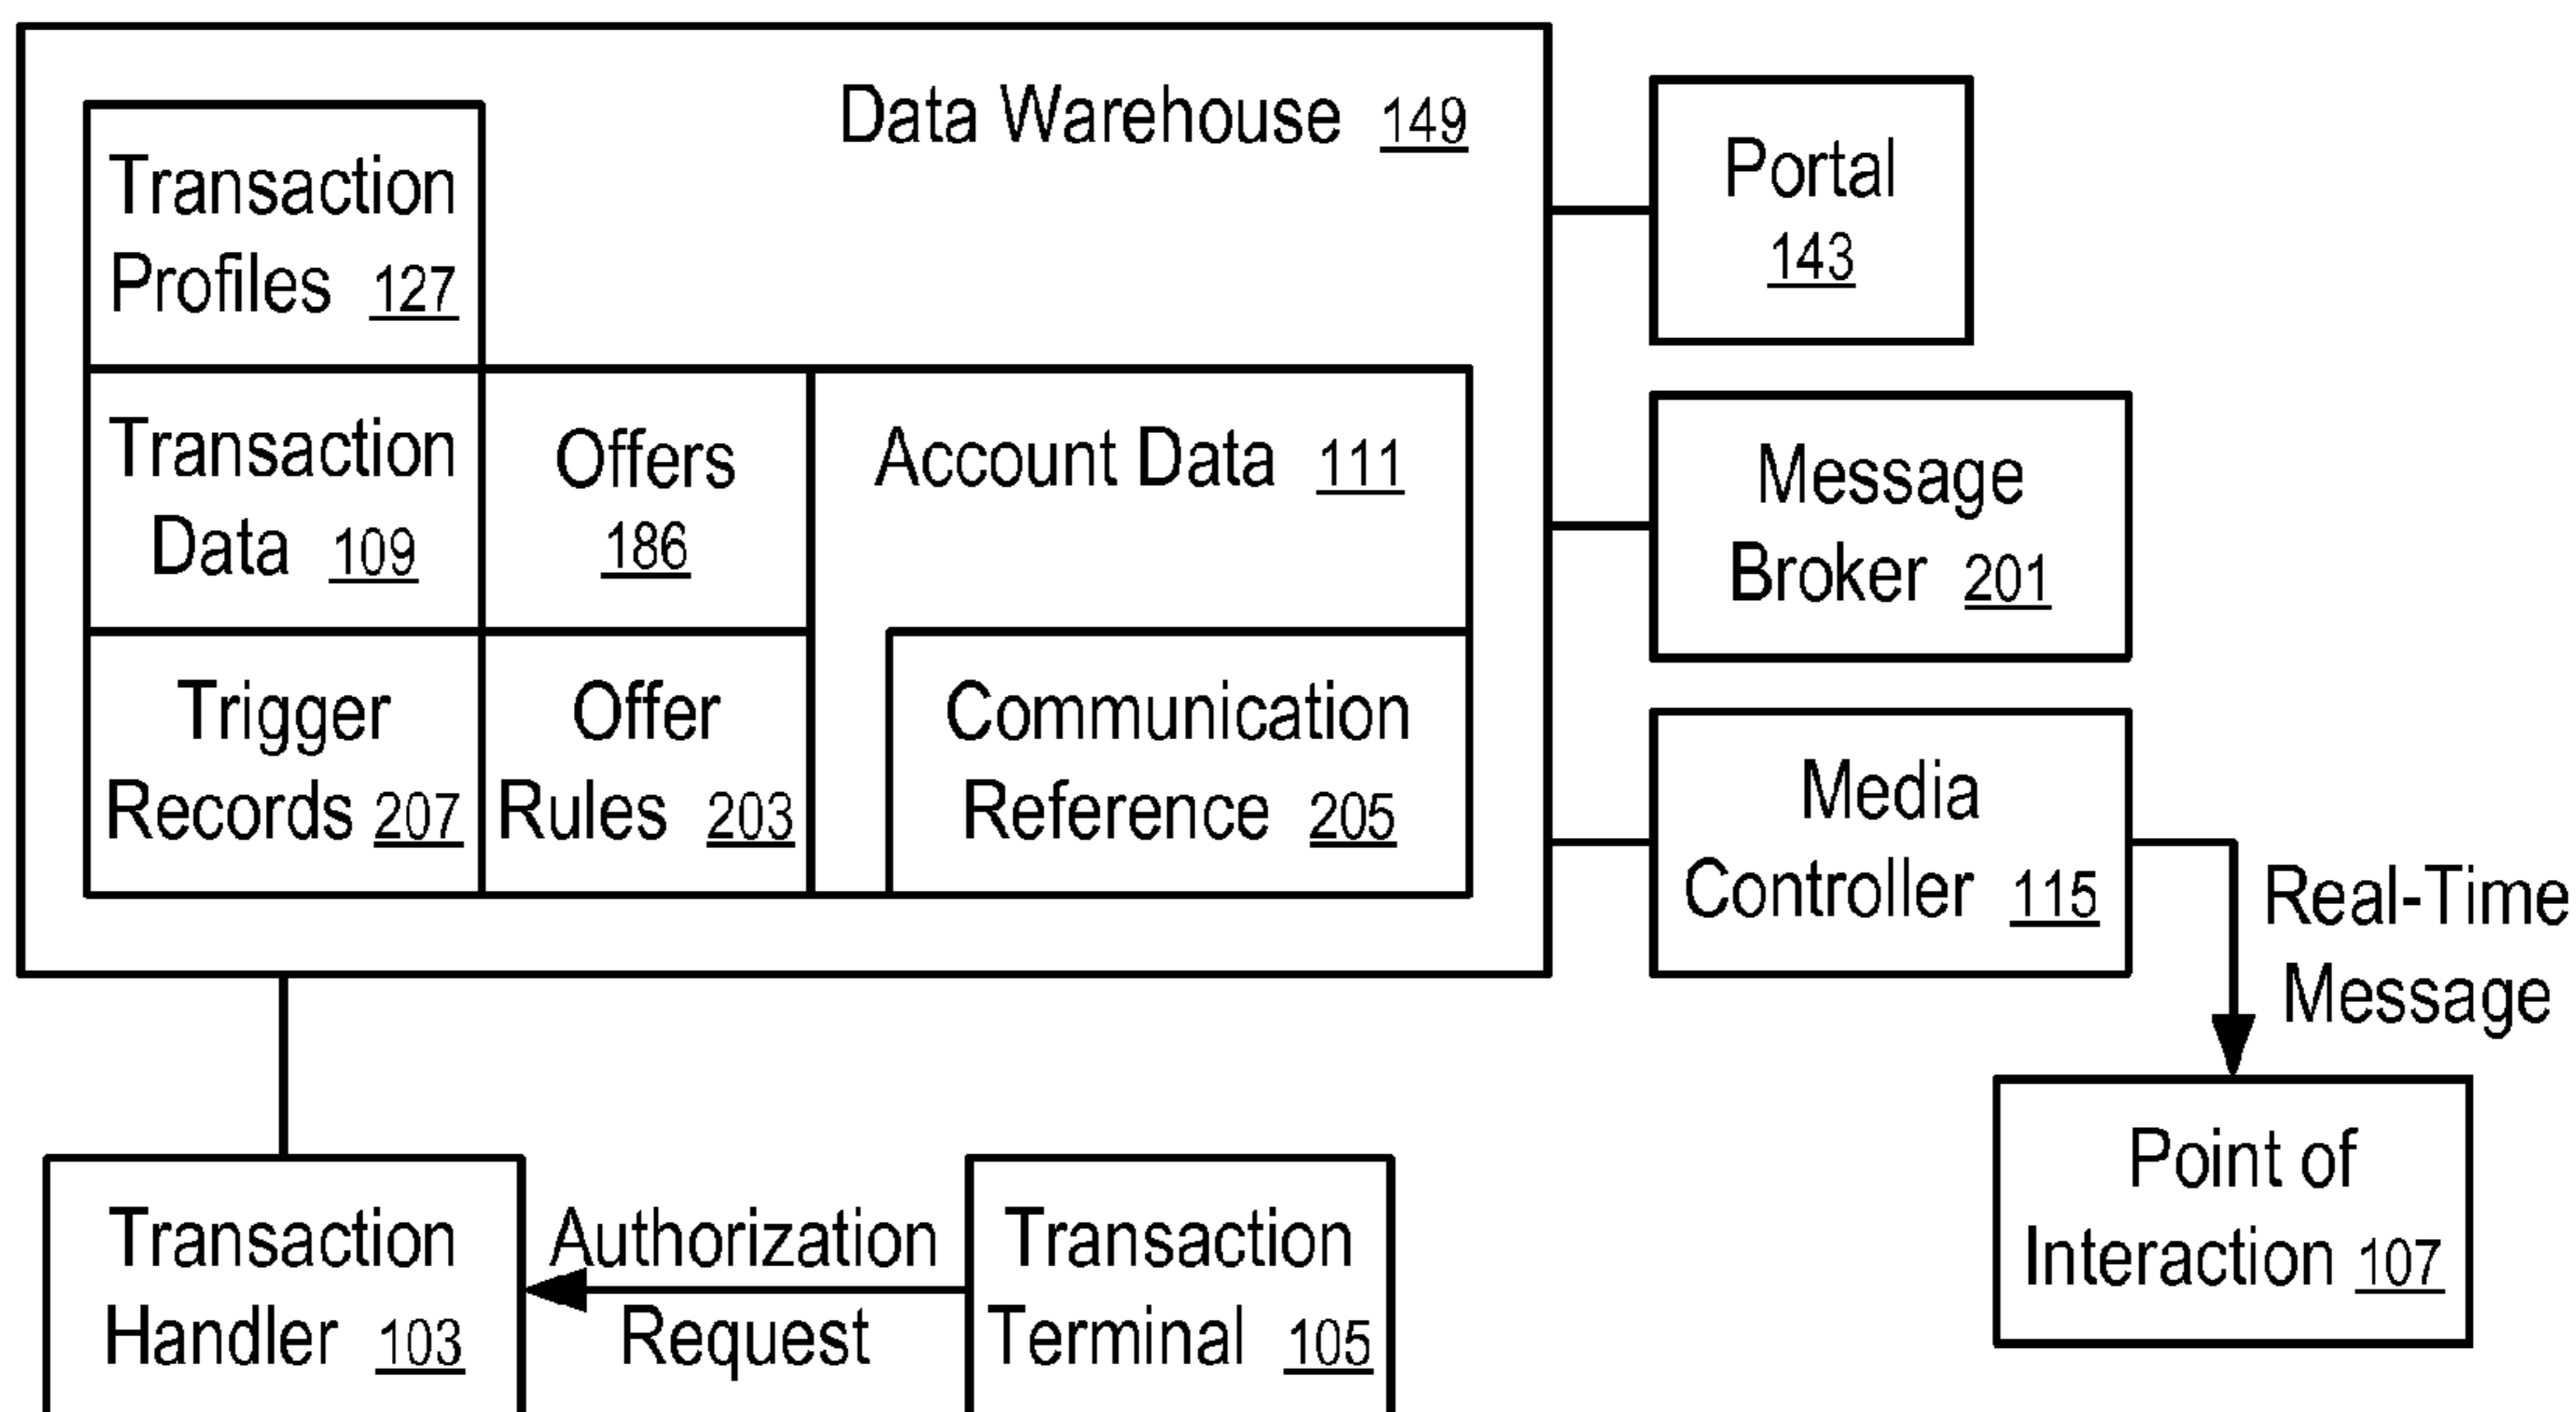 Data Warehouse 149
Transaction
Profiles 127
Transaction
Data 109
Offers
186
Account Data 111
Trigger
Records 207
Offer
Rules 203
Communication
Reference 205
Portal
143
Message
Broker 201
Media
Controller 115
Real-Time
Message
Point of
Interaction 107
Transaction
Handler 103
Authorization
Request
Transaction
Terminal 105